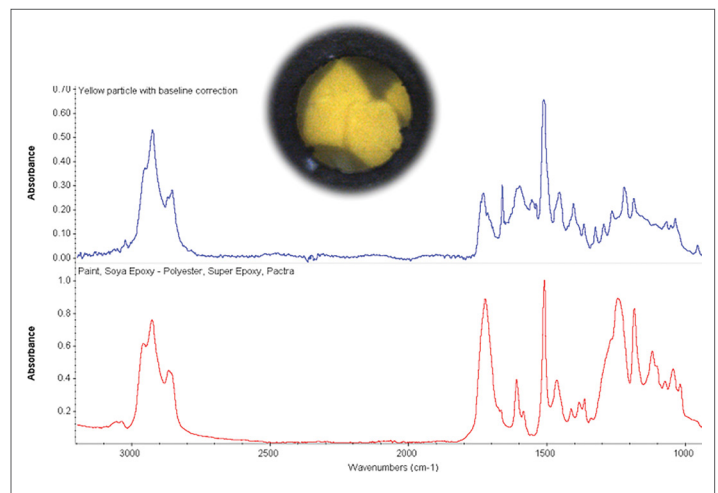 0.70
Yellow particle with baseline correction
0.60
0.50
0.40
0.30
0.20
0.10
0.00
Absorbance
Paint, Soya Epoxy - Polyester, Super Epoxy, Pactra
1.0
0.8
0.6
0.4
0.2
Absorbance
3000 2500 2000 1500 1000
Wavenumbers (cm-1)